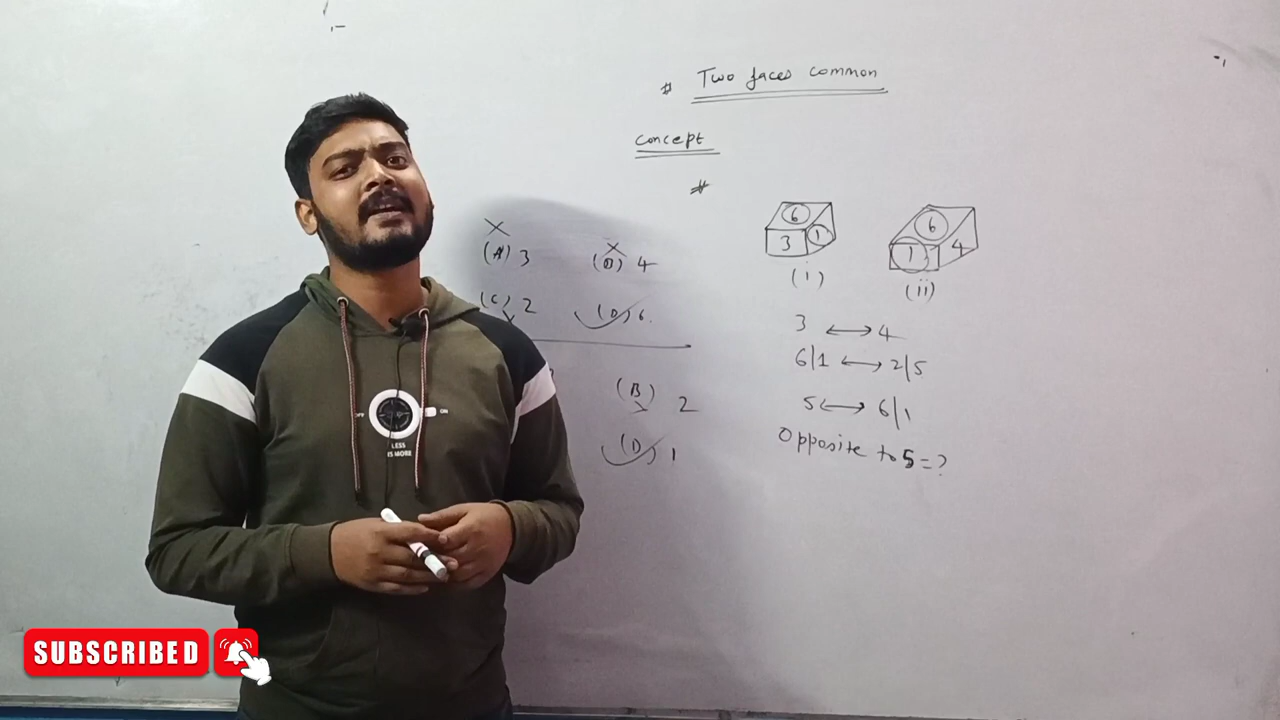 # Two faces common
concept
#
6
3 1
(i)
6
1 4
(ii)
(A) 3 (B) 4
(C) 2 (D) 6.
(B) 2
(D) 1
3 ↔ 4
6|1 ↔ 2|5
5 ↔ 6|1
Opposite to 5=?
ON
LESS
IS MORE
SUBSCRIBED